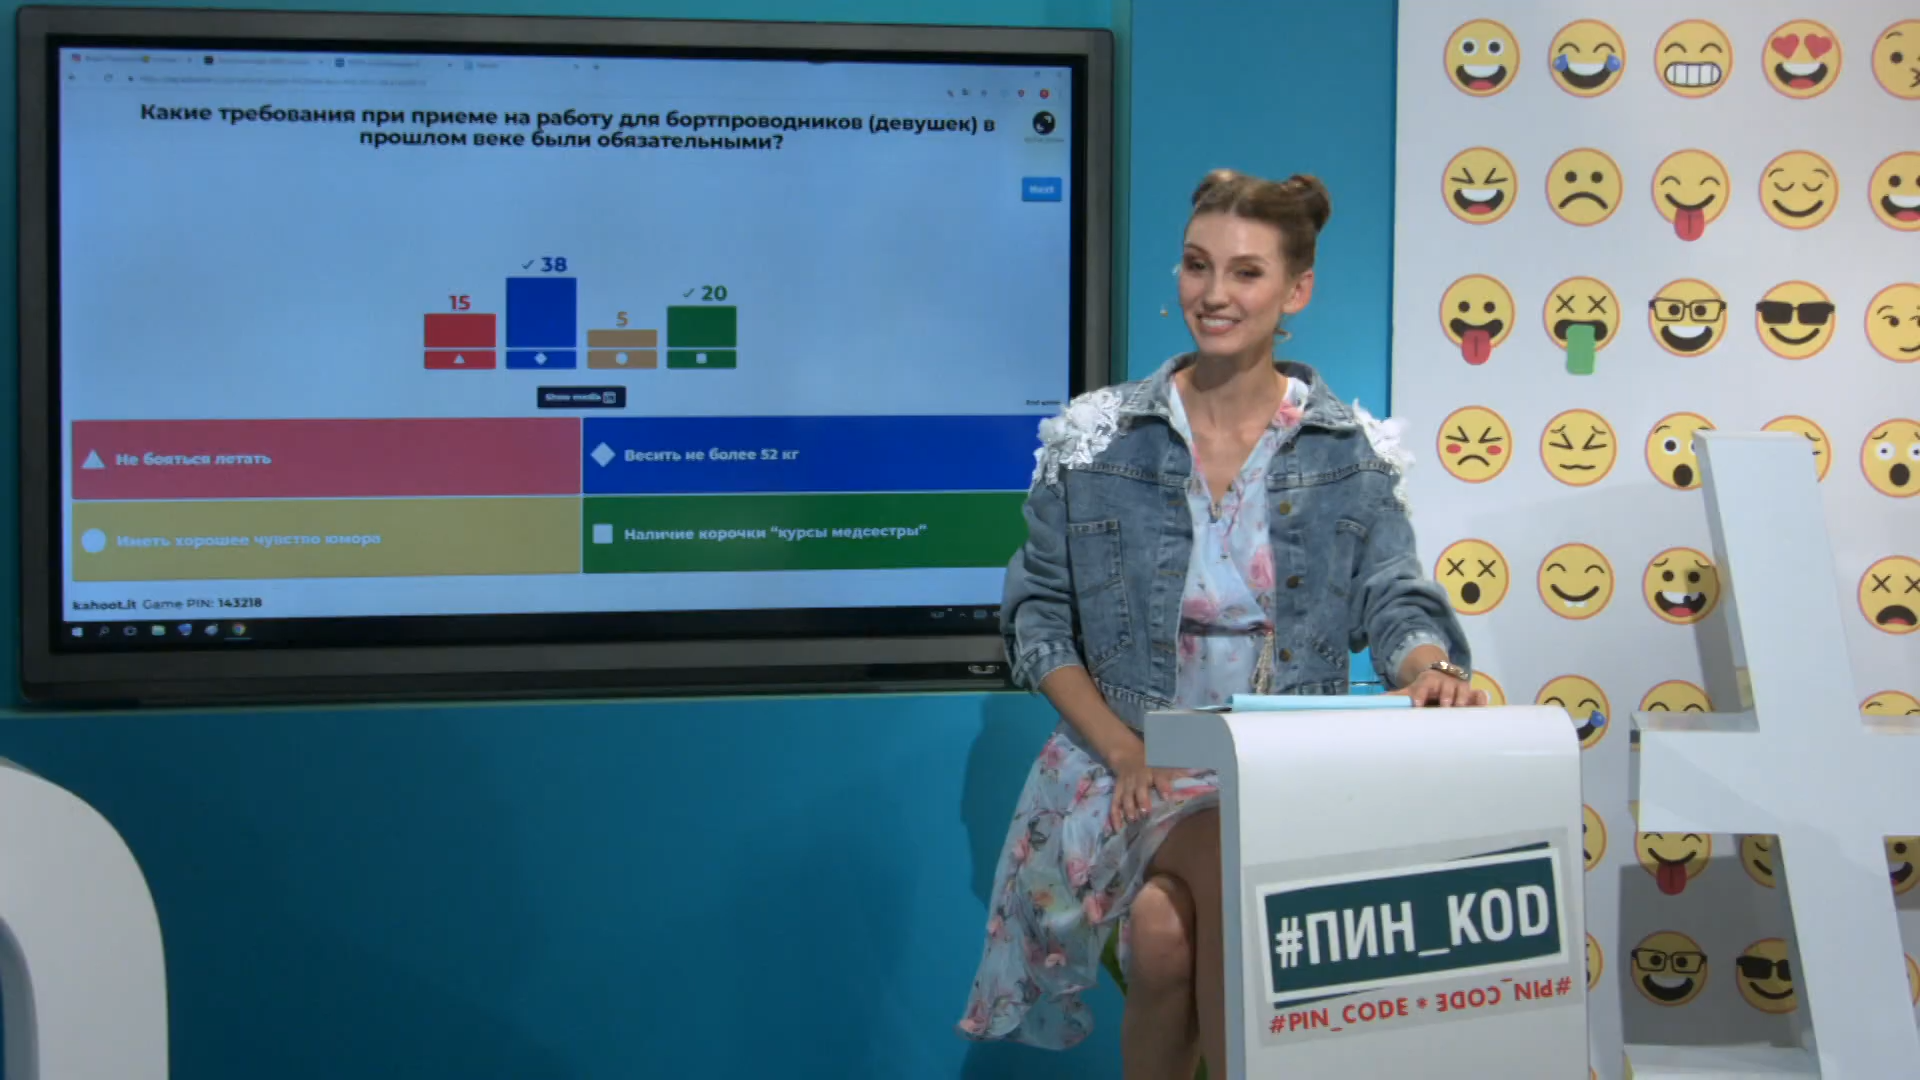 Какие требования при приеме на работу для бортпроводников (девушек) в
прошлом веке были обязательными?
Next
38
20
15
5
Show media
Не бояться летать
Весить не более 52 кг
Иметь хорошее чувство юмора
Наличие корочки “курсы медсестры”
kahoot.it Game PIN: 143218
#ПИН_KOD
#PIN_CODE * #PIN_CODE